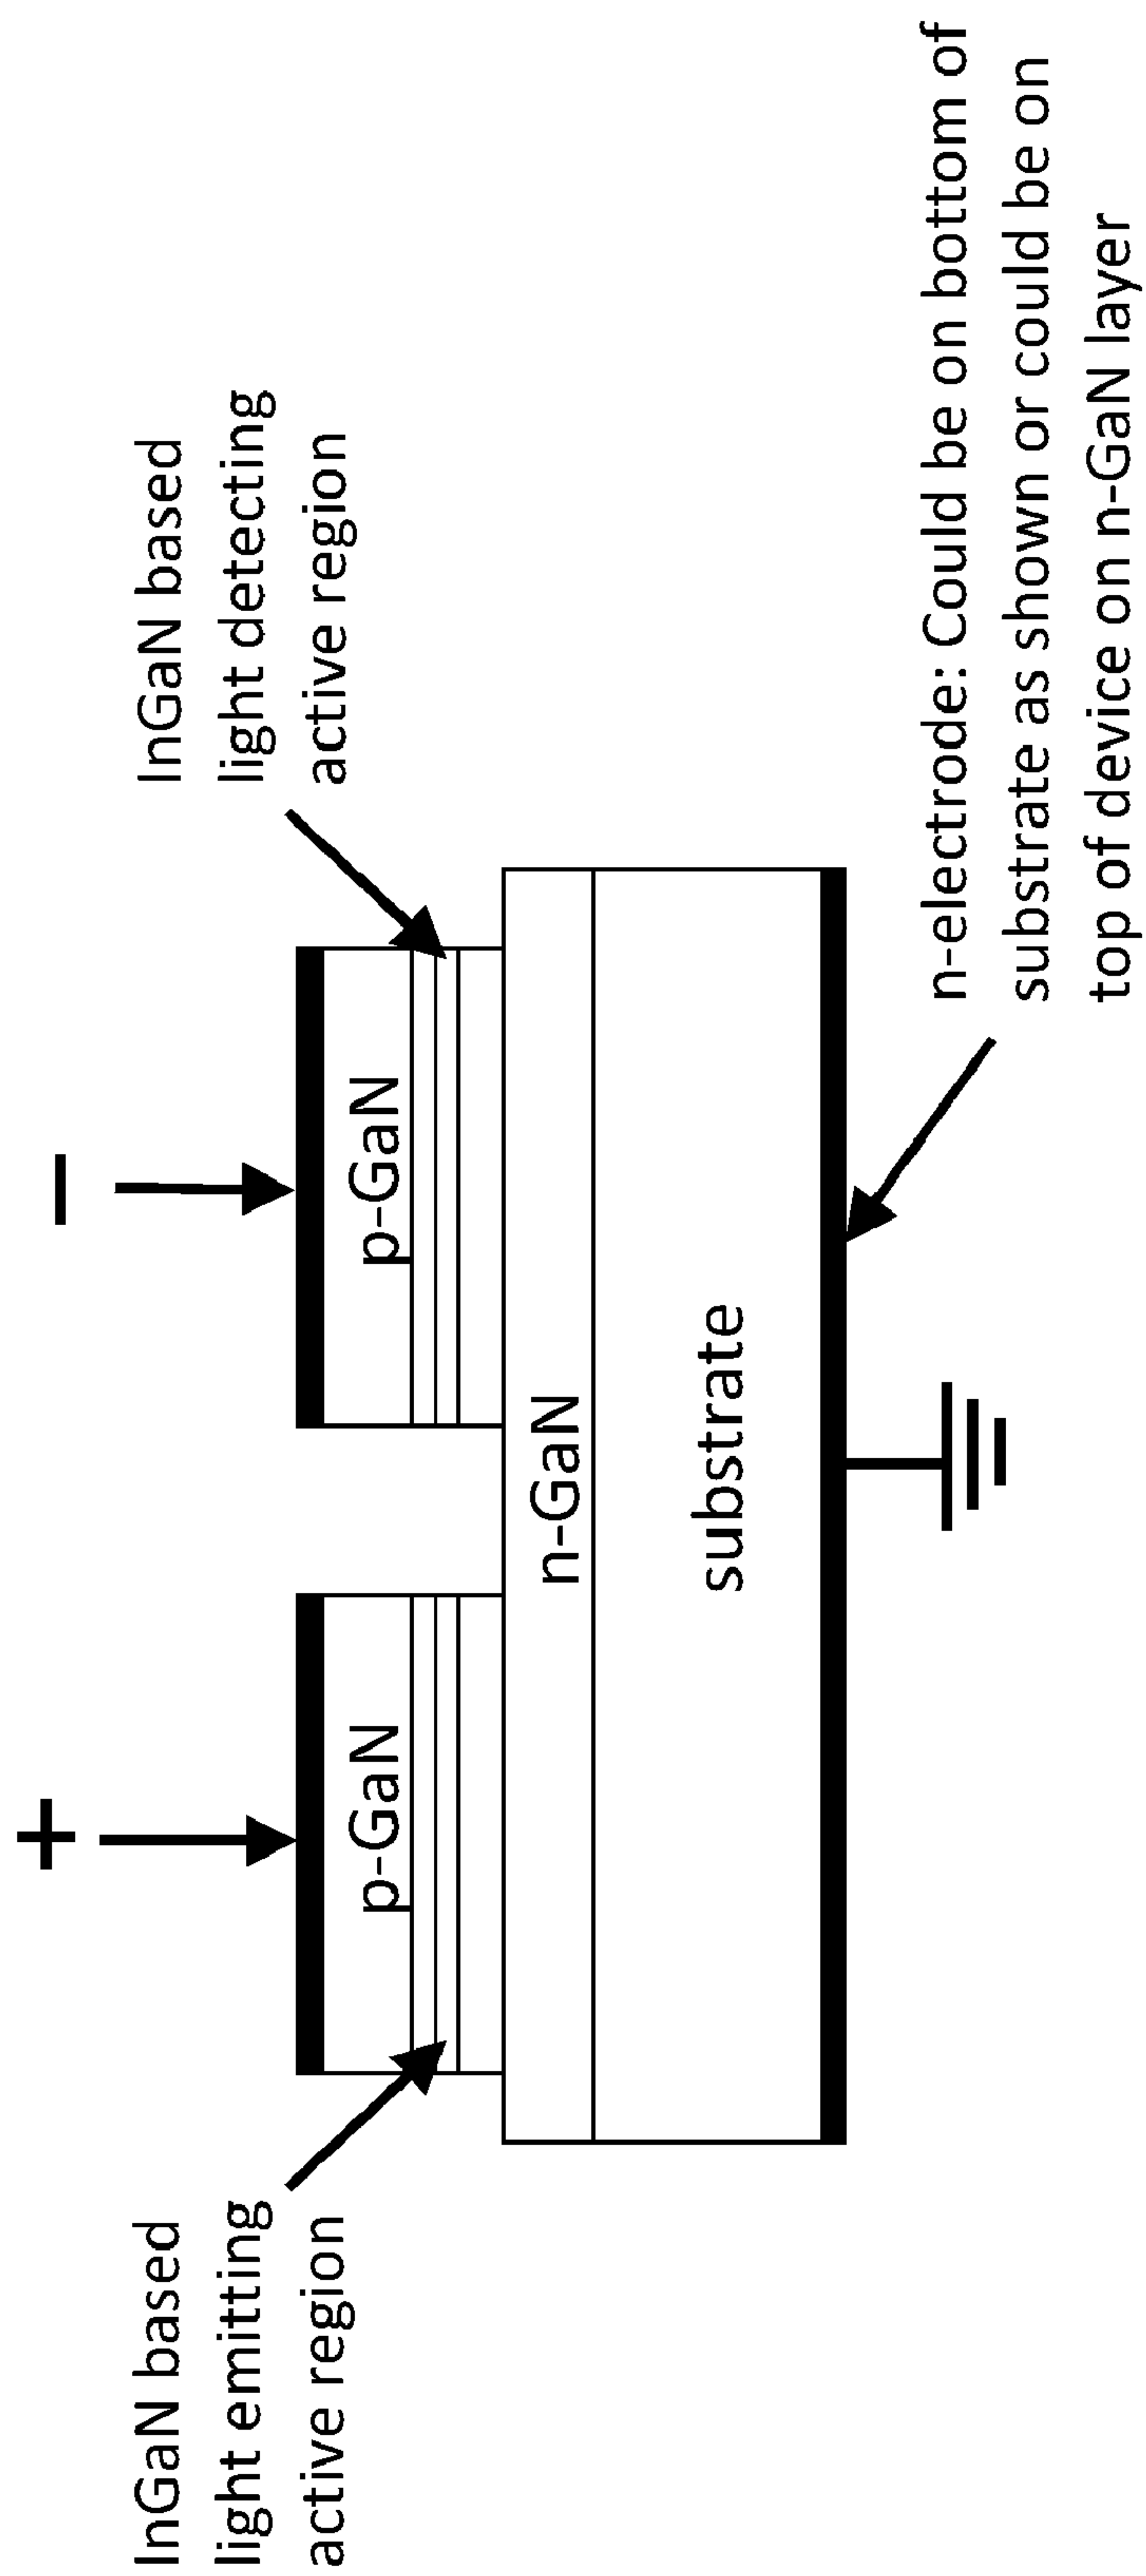 +
–
InGaN based
light emitting
active region
InGaN based
light detecting
active region
p-GaN
p-GaN
n-GaN
substrate
n-electrode: Could be on bottom of
substrate as shown or could be on
top of device on n-GaN layer